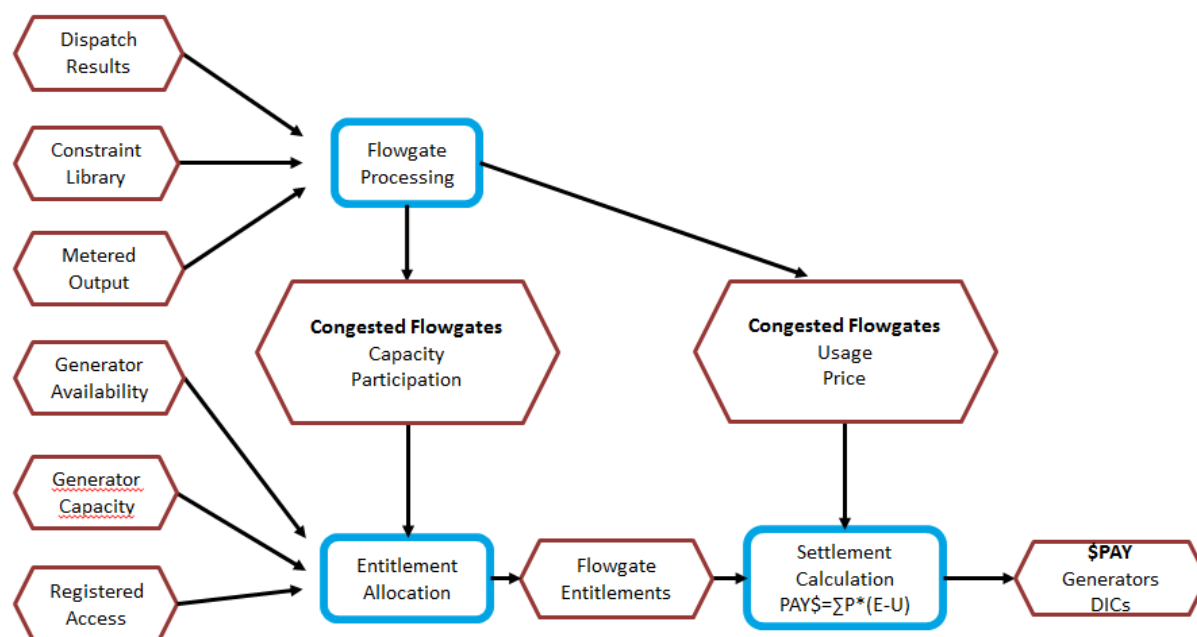 Dispatch
Results
Constraint
Library
Metered
Output
Flowgate
Processing
Congested Flowgates
Capacity
Participation
Congested Flowgates
Usage
Price
Generator
Availability
Generator
Capacity
Registered
Access
Entitlement
Allocation
Flowgate
Entitlements
Settlement
Calculation
PAY$=∑P*(E-U)
$PAY
Generators
DICs